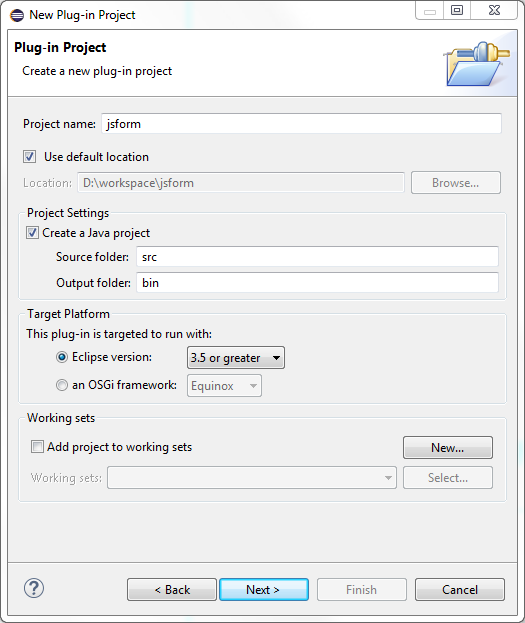 New Plug-in Project
Plug-in Project
Create a new plug-in project
Project name: jsform
Use default location
Location: D:\workspace\jsform Browse...
Project Settings
Create a Java project
Source folder: src
Output folder: bin
Target Platform
This plug-in is targeted to run with:
Eclipse version: 3.5 or greater
an OSGi framework: Equinox
Working sets
Add project to working sets New...
Working sets: Select...
? < Back Next > Finish Cancel